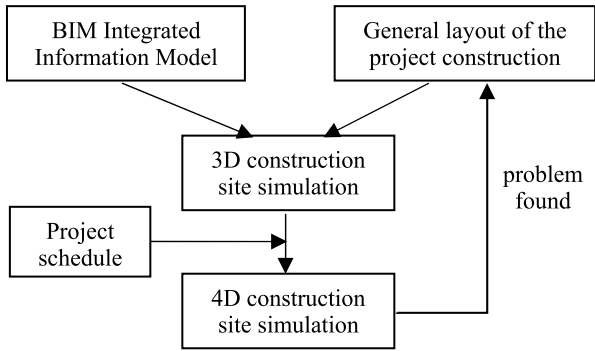 BIM Integrated
Information Model
General layout of the
project construction
3D construction
site simulation
problem
found
Project
schedule
4D construction
site simulation